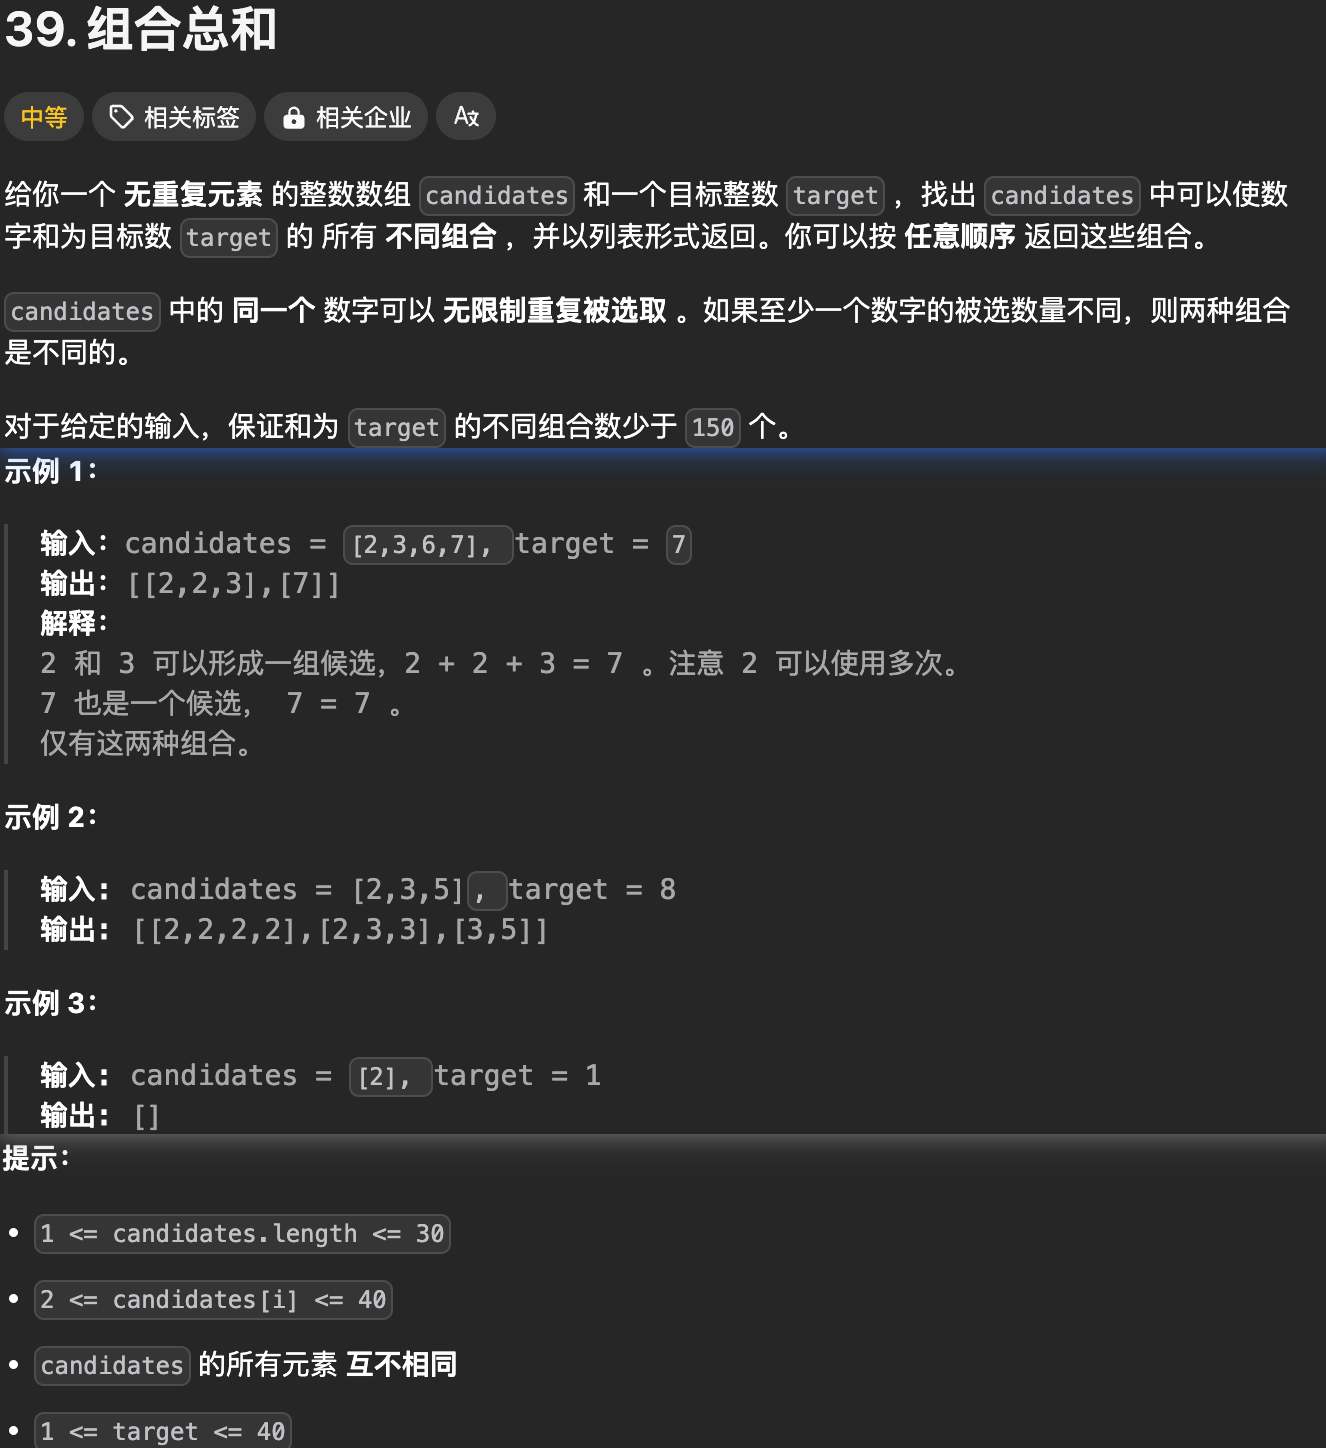 39. 组合总和
中等 相关标签 相关企业 A文
给你一个 无重复元素 的整数数组 candidates 和一个目标整数 target ，找出 candidates 中可以使数
字和为目标数 target 的 所有 不同组合 ，并以列表形式返回。你可以按 任意顺序 返回这些组合。
candidates 中的 同一个 数字可以 无限制重复被选取 。如果至少一个数字的被选数量不同，则两种组合
是不同的。
对于给定的输入，保证和为 target 的不同组合数少于 150 个。
示例 1：
输入：candidates = [2,3,6,7], target = 7
输出：[[2,2,3],[7]]
解释：
2 和 3 可以形成一组候选，2 + 2 + 3 = 7 。注意 2 可以使用多次。
7 也是一个候选， 7 = 7 。
仅有这两种组合。
示例 2：
输入: candidates = [2,3,5], target = 8
输出: [[2,2,2,2],[2,3,3],[3,5]]
示例 3：
输入: candidates = [2], target = 1
输出: []
提示：
• 1 <= candidates.length <= 30
• 2 <= candidates[i] <= 40
• candidates 的所有元素 互不相同
• 1 <= target <= 40